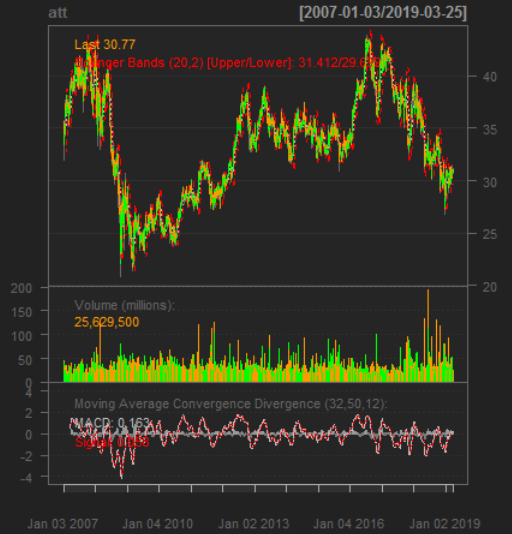 att [2007-01-03/2019-03-25]
Last 30.77
Bollinger Bands (20,2) [Upper/Lower]: 31.412/29.6
40
35
30
25
20
Volume (millions):
25,629,500
200
150
100
50
0
Moving Average Convergence Divergence (32,50,12):
MACD: 0.153
Signal:
4
2
0
-2
-4
Jan 03 2007 Jan 04 2010 Jan 02 2013 Jan 04 2016 Jan 02 2019